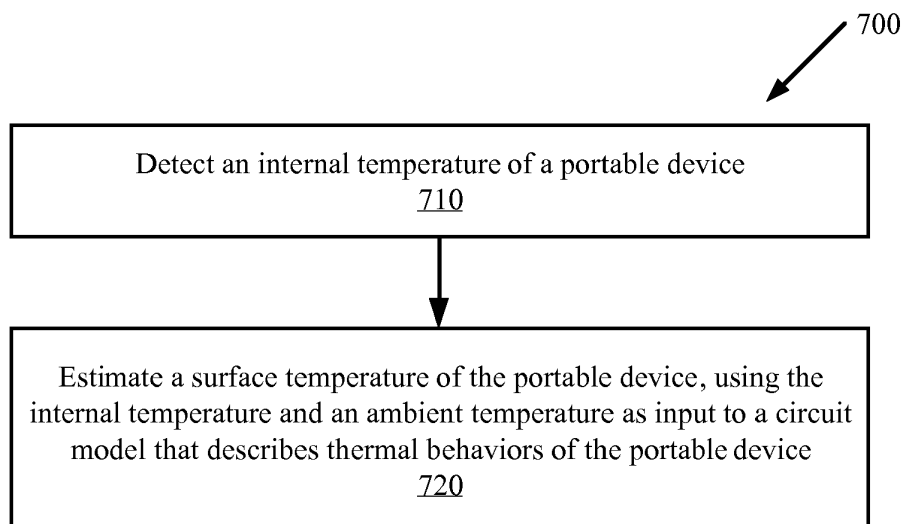 700
Detect an internal temperature of a portable device
710
Estimate a surface temperature of the portable device, using the
internal temperature and an ambient temperature as input to a circuit
model that describes thermal behaviors of the portable device
720